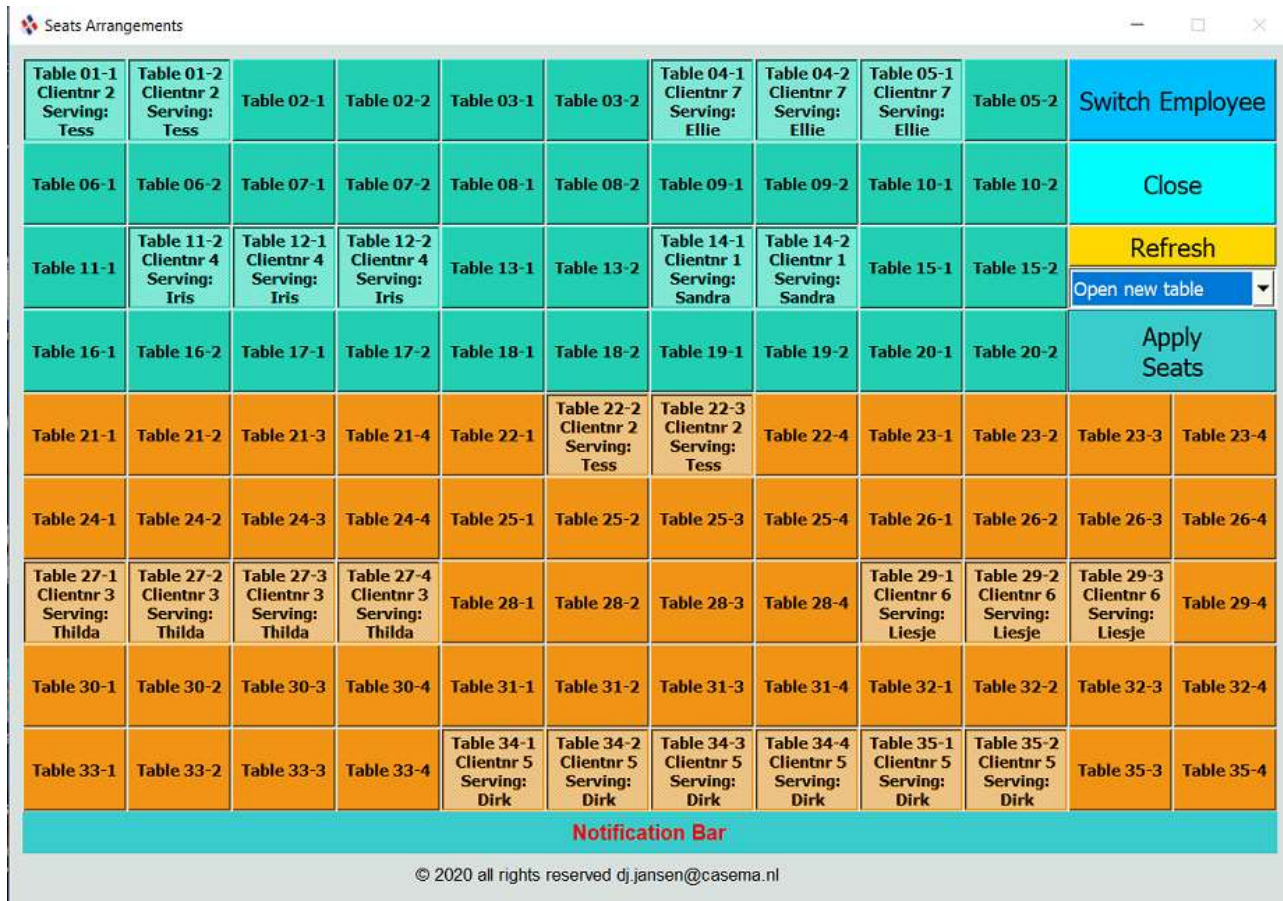 Seats Arrangements
Table 01-1
Clientnr 2
Serving:
Tess
Table 01-2
Clientnr 2
Serving:
Tess
Table 02-1
Table 02-2
Table 03-1
Table 03-2
Table 04-1
Clientnr 7
Serving:
Ellie
Table 04-2
Clientnr 7
Serving:
Ellie
Table 05-1
Clientnr 7
Serving:
Ellie
Table 05-2
Switch Employee
Table 06-1
Table 06-2
Table 07-1
Table 07-2
Table 08-1
Table 08-2
Table 09-1
Table 09-2
Table 10-1
Table 10-2
Close
Table 11-1
Table 11-2
Clientnr 4
Serving:
Iris
Table 12-1
Clientnr 4
Serving:
Iris
Table 12-2
Clientnr 4
Serving:
Iris
Table 13-1
Table 13-2
Table 14-1
Clientnr 1
Serving:
Sandra
Table 14-2
Clientnr 1
Serving:
Sandra
Table 15-1
Table 15-2
Refresh
Open new table
Table 16-1
Table 16-2
Table 17-1
Table 17-2
Table 18-1
Table 18-2
Table 19-1
Table 19-2
Table 20-1
Table 20-2
Apply
Seats
Table 21-1
Table 21-2
Table 21-3
Table 21-4
Table 22-1
Table 22-2
Clientnr 2
Serving:
Tess
Table 22-3
Clientnr 2
Serving:
Tess
Table 22-4
Table 23-1
Table 23-2
Table 23-3
Table 23-4
Table 24-1
Table 24-2
Table 24-3
Table 24-4
Table 25-1
Table 25-2
Table 25-3
Table 25-4
Table 26-1
Table 26-2
Table 26-3
Table 26-4
Table 27-1
Clientnr 3
Serving:
Thilda
Table 27-2
Clientnr 3
Serving:
Thilda
Table 27-3
Clientnr 3
Serving:
Thilda
Table 27-4
Clientnr 3
Serving:
Thilda
Table 28-1
Table 28-2
Table 28-3
Table 28-4
Table 29-1
Clientnr 6
Serving:
Liesje
Table 29-2
Clientnr 6
Serving:
Liesje
Table 29-3
Clientnr 6
Serving:
Liesje
Table 29-4
Table 30-1
Table 30-2
Table 30-3
Table 30-4
Table 31-1
Table 31-2
Table 31-3
Table 31-4
Table 32-1
Table 32-2
Table 32-3
Table 32-4
Table 33-1
Table 33-2
Table 33-3
Table 33-4
Table 34-1
Clientnr 5
Serving:
Dirk
Table 34-2
Clientnr 5
Serving:
Dirk
Table 34-3
Clientnr 5
Serving:
Dirk
Table 34-4
Clientnr 5
Serving:
Dirk
Table 35-1
Clientnr 5
Serving:
Dirk
Table 35-2
Clientnr 5
Serving:
Dirk
Table 35-3
Table 35-4
Notification Bar
© 2020 all rights reserved dj.jansen@casema.nl